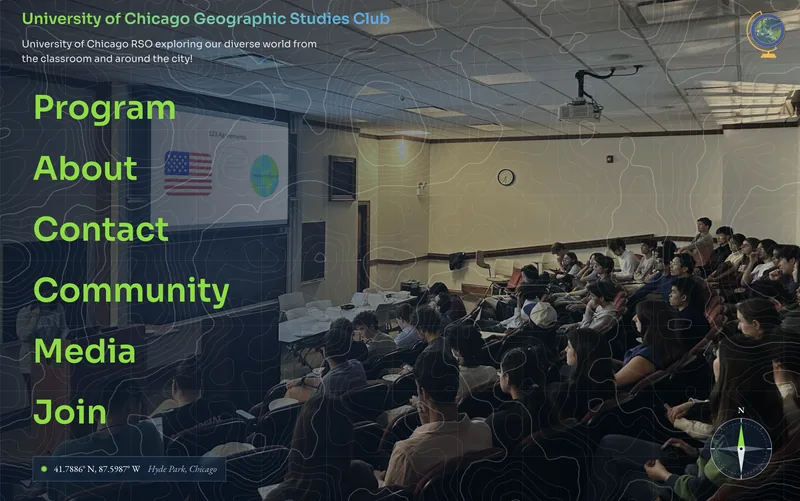 University of Chicago Geographic Studies Club
University of Chicago RSO exploring our diverse world from
the classroom and around the city!
Program
About
Contact
Community
Media
Join
41.7886° N, 87.5987° W Hyde Park, Chicago
N